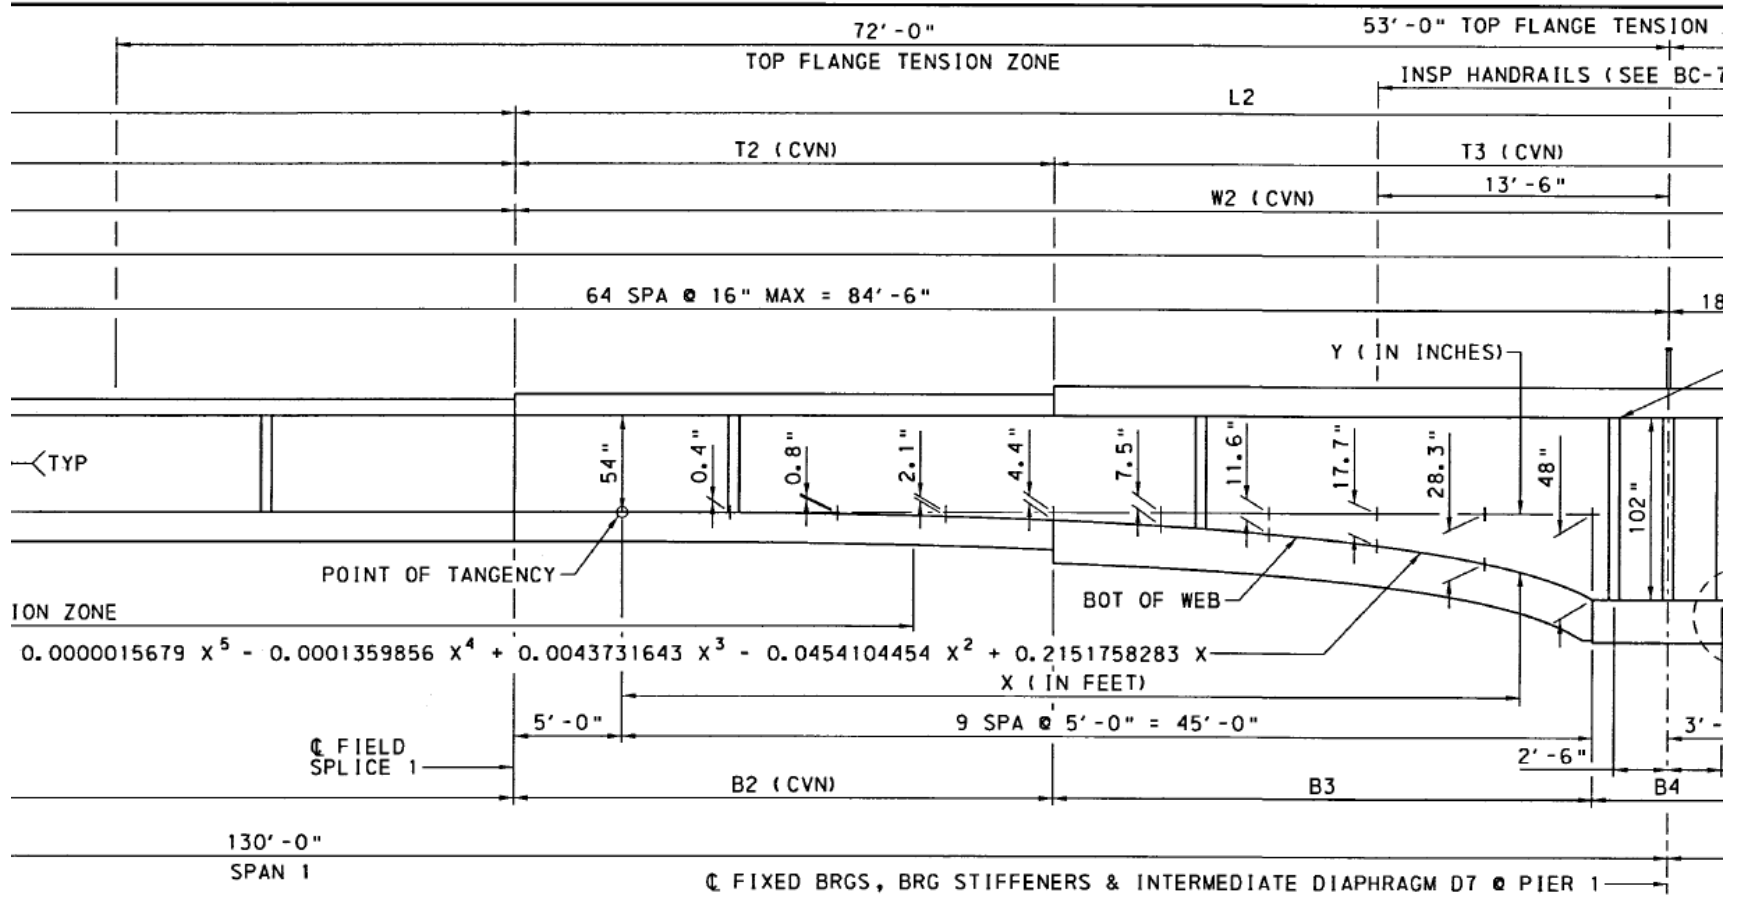 72'-0"
53'-0" TOP FLANGE TENSION
TOP FLANGE TENSION ZONE
INSP HANDRAILS (SEE BC-7
L2
T2 (CVN)
T3 (CVN)
13'-6"
W2 (CVN)
64 SPA @ 16" MAX = 84'-6"
18
Y (IN INCHES)
TYP
54"
0.4"
0.8"
2.1"
4.4"
7.5"
11.6"
17.7"
28.3"
48"
102"
POINT OF TANGENCY
BOT OF WEB
ION ZONE
0.0000015679 X⁵ - 0.0001359856 X⁴ + 0.0043731643 X³ - 0.0454104454 X² + 0.2151758283 X
X (IN FEET)
5'-0"
9 SPA @ 5'-0" = 45'-0"
3'-
℄ FIELD
SPLICE 1
2'-6"
B2 (CVN)
B3
B4
130'-0"
SPAN 1
℄ FIXED BRGS, BRG STIFFENERS & INTERMEDIATE DIAPHRAGM D7 @ PIER 1